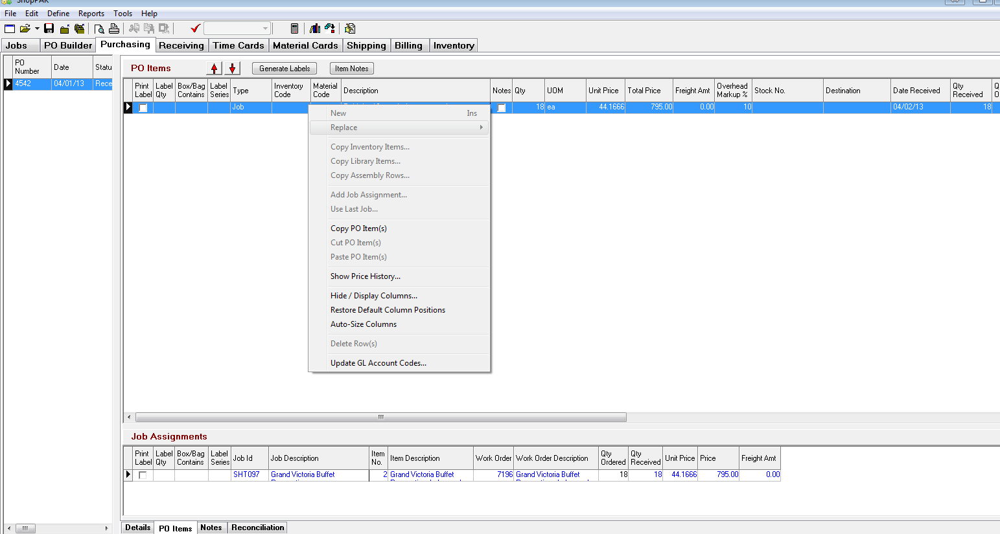 ShopPAK
File Edit Define Reports Tools Help
Jobs PO Builder Purchasing Receiving Time Cards Material Cards Shipping Billing Inventory
PO Number Date Statu
4542 04/01/13 Rece
PO Items Generate Labels Item Notes
Print Label Label Qty Box/Bag Contains Label Series Type Inventory Code Material Code Description Notes Qty UOM Unit Price Total Price Freight Amt Overhead Markup % Stock No. Destination Date Received Qty Received Q O
Job 18 ea 44.1666 795.00 0.00 10 04/02/13 18
New Ins
Replace
Copy Inventory Items...
Copy Library Items...
Copy Assembly Rows...
Add Job Assignment...
Use Last Job...
Copy PO Item(s)
Cut PO Item(s)
Paste PO Item(s)
Show Price History...
Hide / Display Columns...
Restore Default Column Positions
Auto-Size Columns
Delete Row(s)
Update GL Account Codes...
Job Assignments
Print Label Label Qty Box/Bag Contains Label Series Job Id Job Description Item No. Item Description Work Order Work Order Description Qty Ordered Qty Received Unit Price Price Freight Amt
SHT097 Grand Victoria Buffet 2 Grand Victoria Buffet 7196 Grand Victoria Buffet 18 18 44.1666 795.00 0.00
Details PO Items Notes Reconciliation